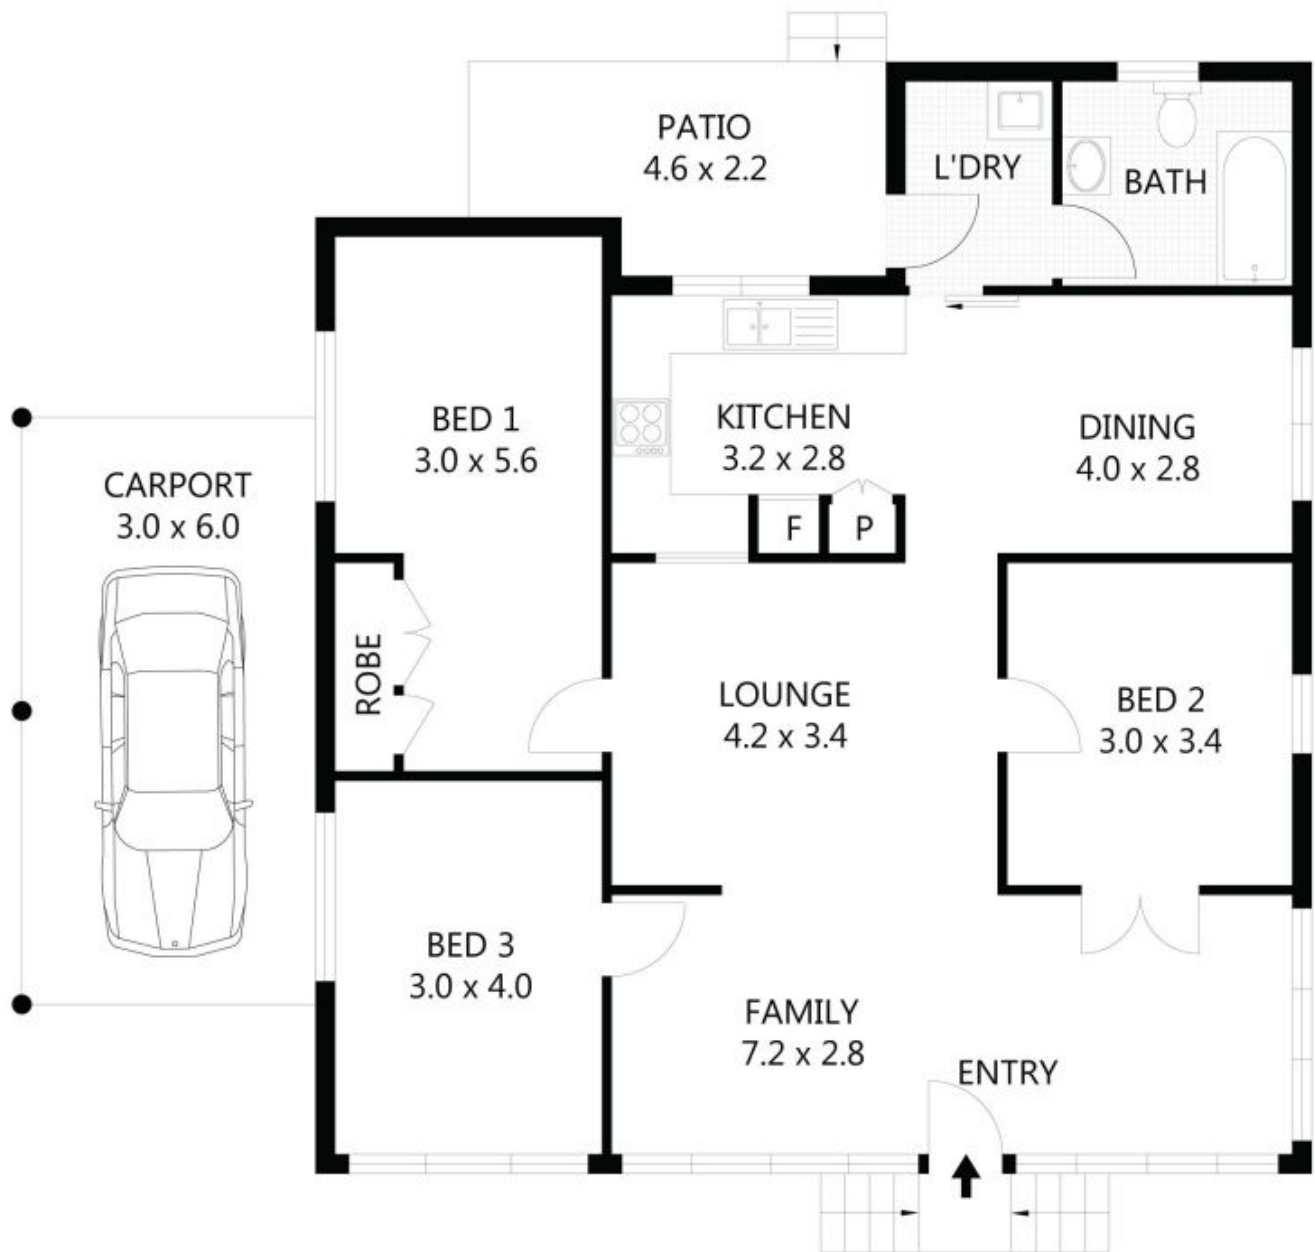 PATIO
4.6 x 2.2
L'DRY
BATH
BED 1
3.0 x 5.6
KITCHEN
3.2 x 2.8
DINING
4.0 x 2.8
CARPORT
3.0 x 6.0
F
P
ROBE
LOUNGE
4.2 x 3.4
BED 2
3.0 x 3.4
BED 3
3.0 x 4.0
FAMILY
7.2 x 2.8
ENTRY